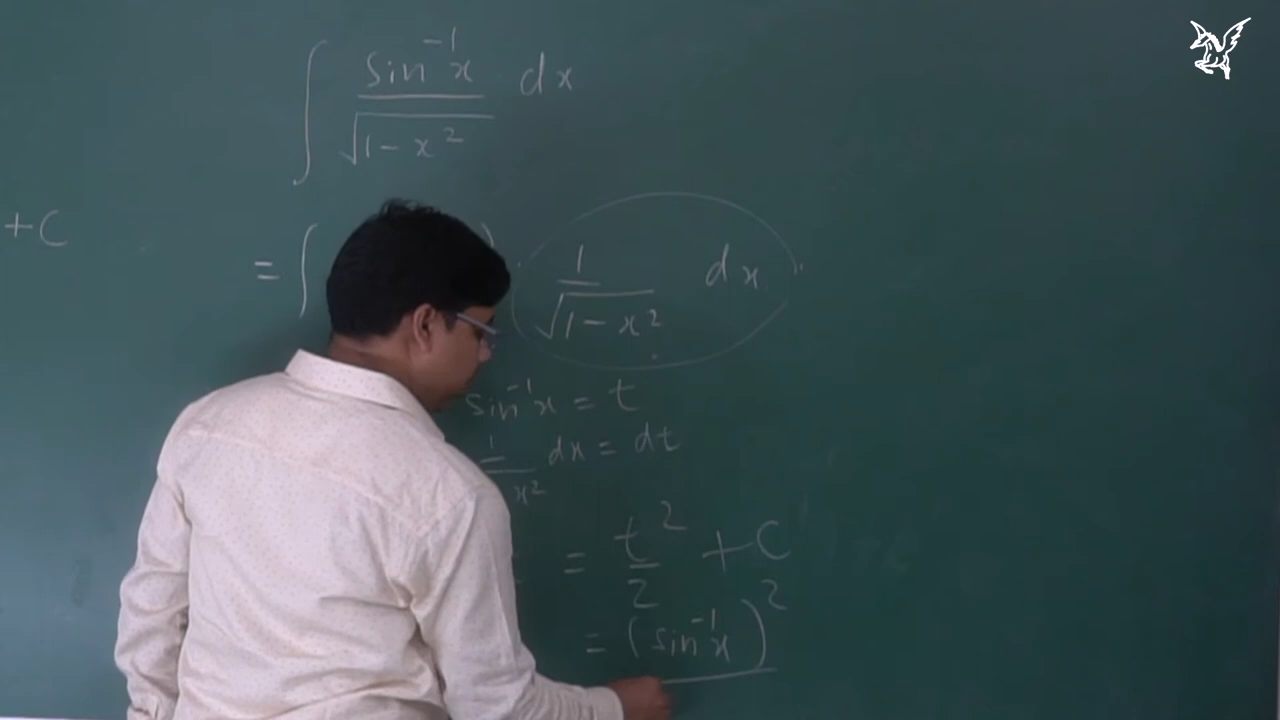 ∫ sin⁻¹x / √(1 - x²) · dx
+ C
= ∫ ) · 1 / √(1 - x²) dx
sin⁻¹x = t
1 / x² dx = dt
= t² / 2 + C
= (sin⁻¹x)²